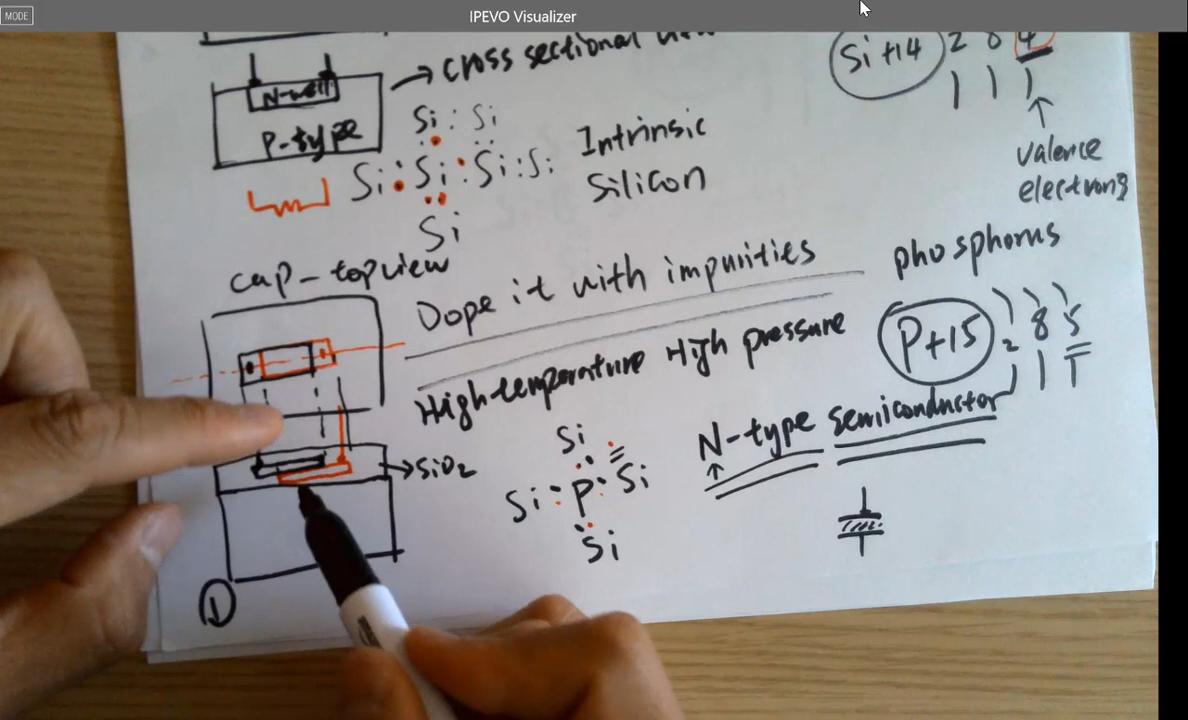 MODE
IPEVO Visualizer
cross sectional
Si +14 2 8 4
N-well
P-type
Si : Si
Si : Si : Si : Si
Si
Intrinsic
Silicon
valence
electrons
cap-topview
Dope it with impurities
phosphorus
P+15 2 8 5
High-temperature High pressure
N-type semiconductor
→SiO2
Si
Si : P : Si
Si
1